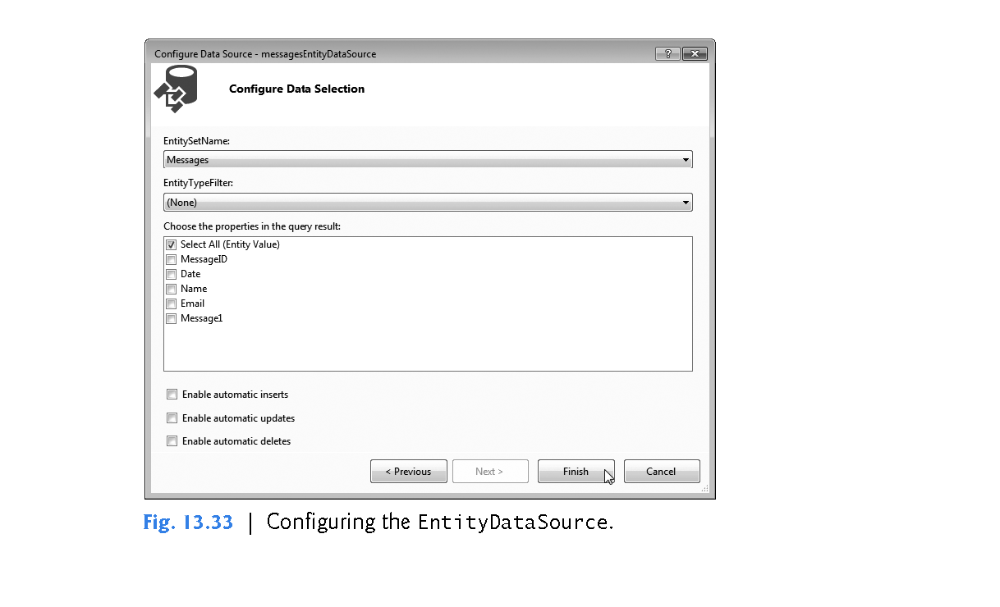 Configure Data Source - messagesEntityDataSource
?
Configure Data Selection
EntitySetName:
Messages
EntityTypeFilter:
(None)
Choose the properties in the query result:
Select All (Entity Value)
MessageID
Date
Name
Email
Message1
Enable automatic inserts
Enable automatic updates
Enable automatic deletes
< Previous Next > Finish Cancel
Fig. 13.33 | Configuring the EntityDataSource.